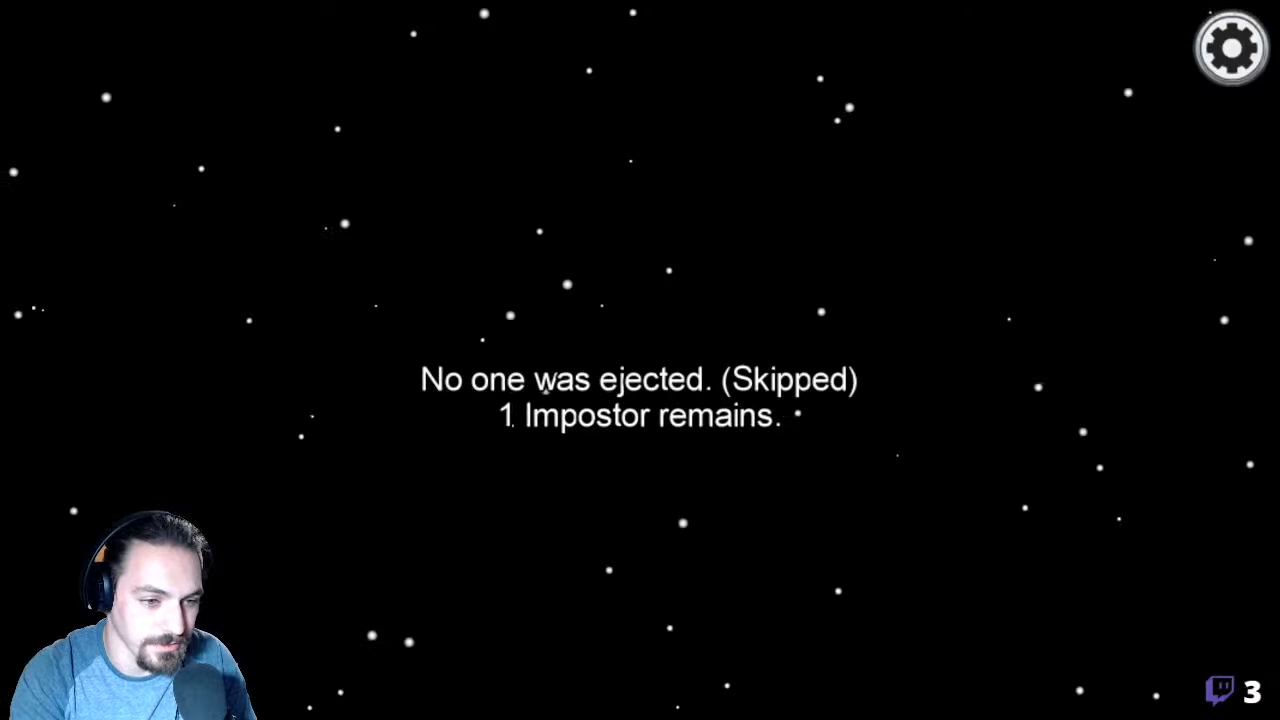 No one was ejected. (Skipped)
1 Impostor remains.
3